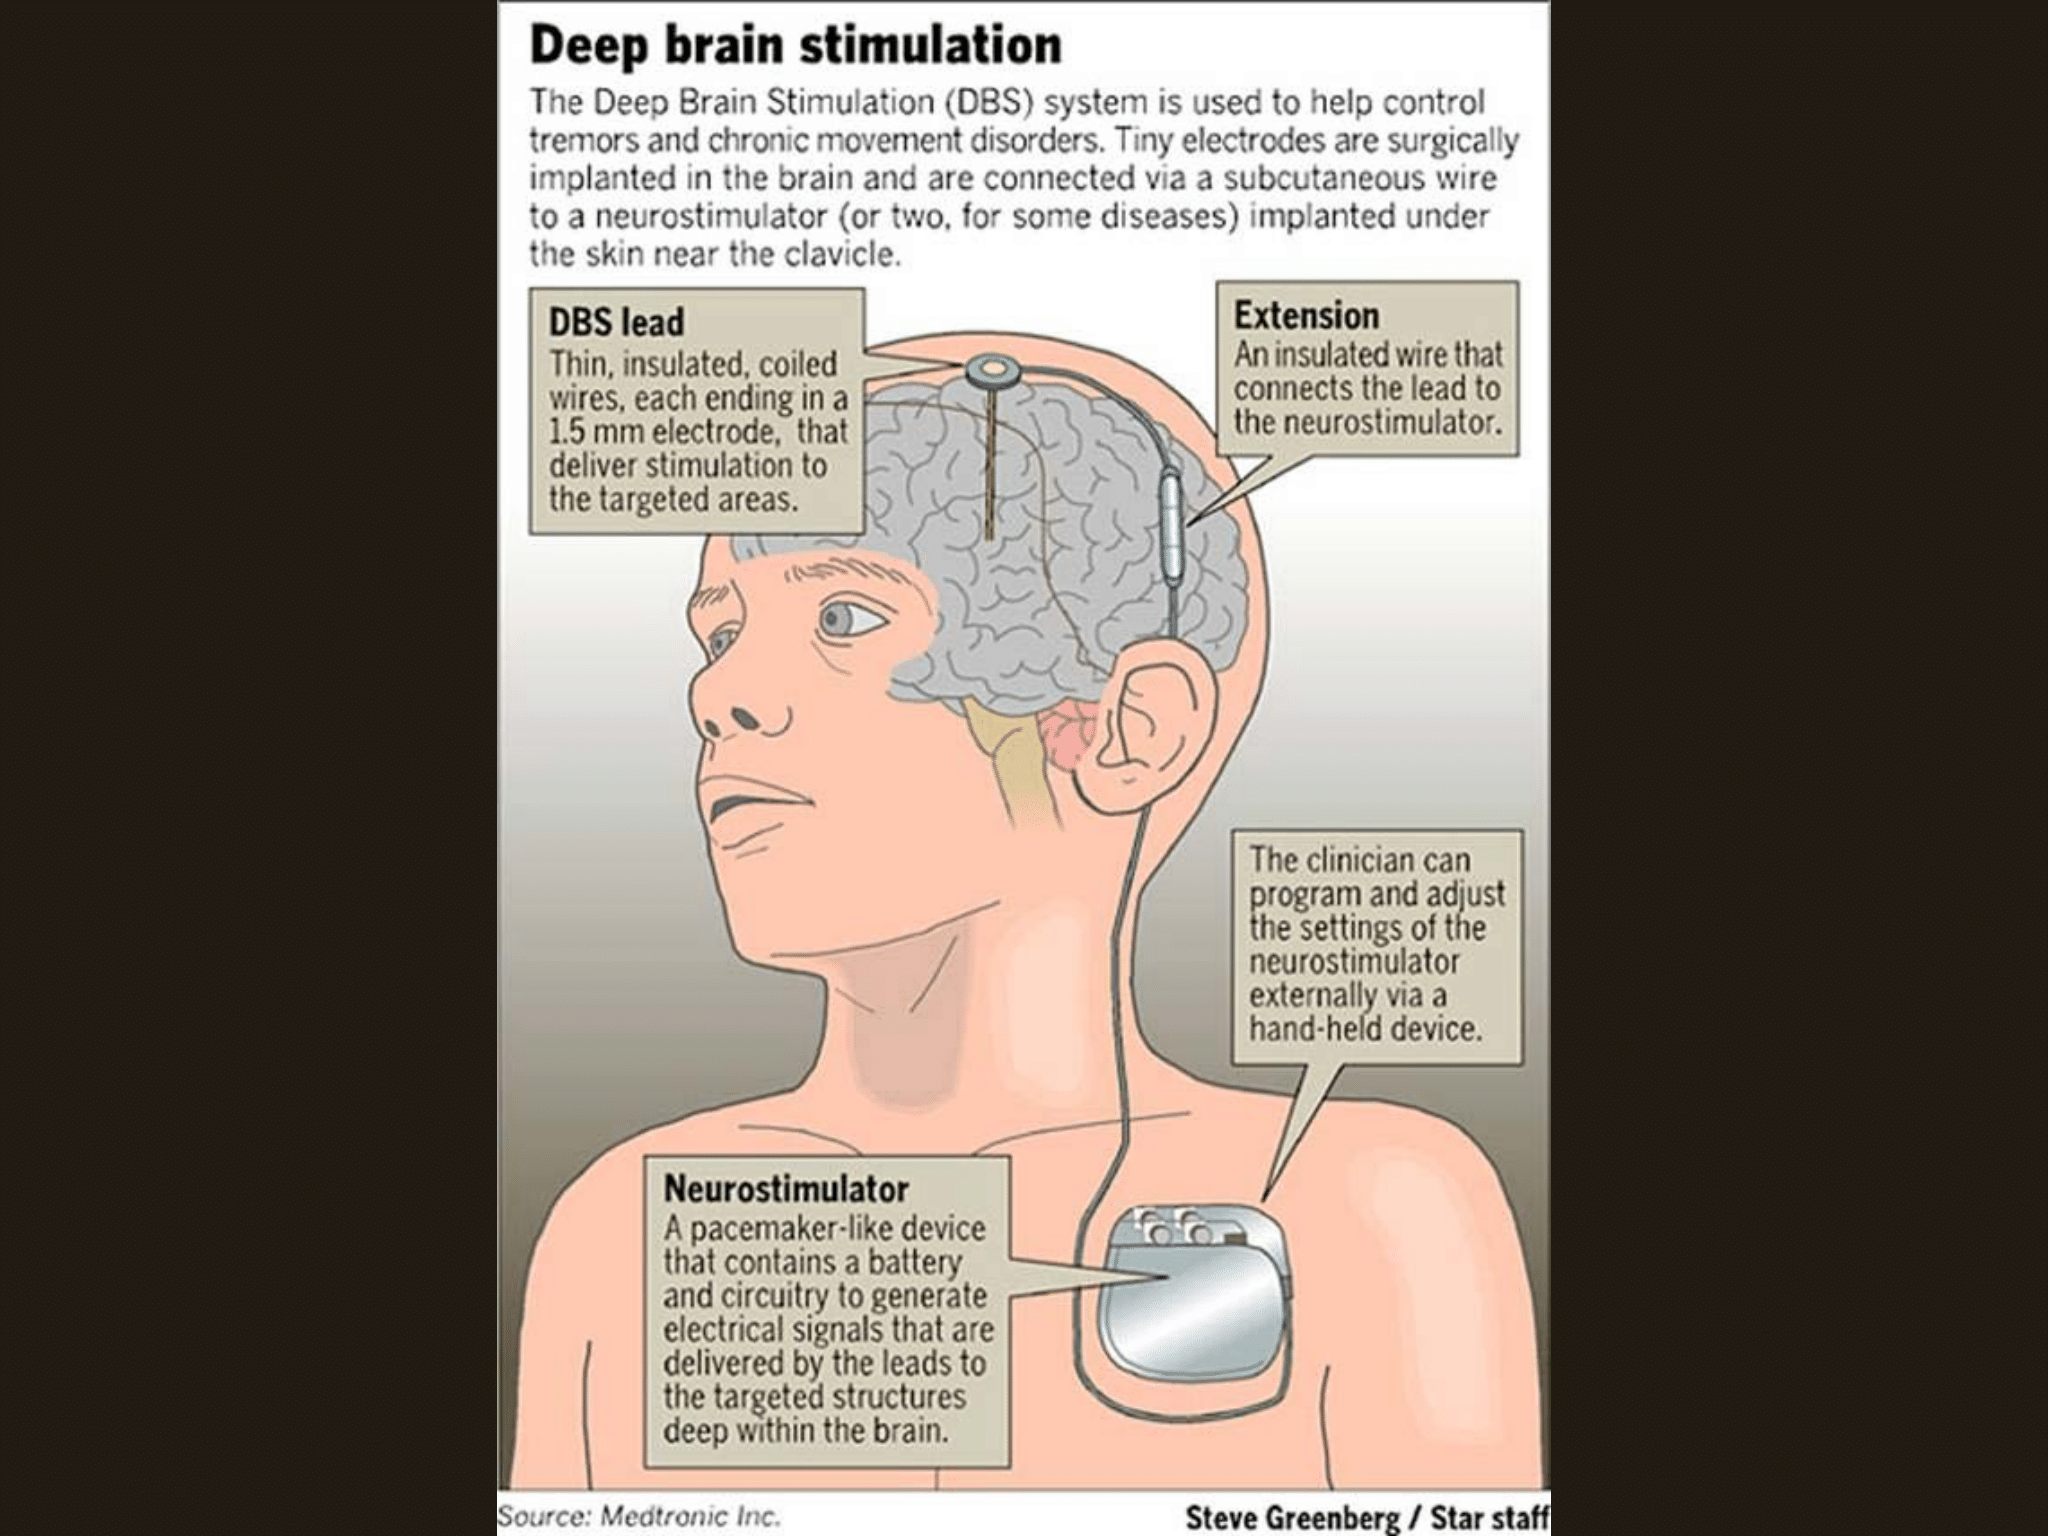 Deep brain stimulation
The Deep Brain Stimulation (DBS) system is used to help control
tremors and chronic movement disorders. Tiny electrodes are surgically
implanted in the brain and are connected via a subcutaneous wire
to a neurostimulator (or two, for some diseases) implanted under
the skin near the clavicle.
DBS lead
Thin, insulated, coiled
wires, each ending in a
1.5 mm electrode, that
deliver stimulation to
the targeted areas.
Extension
An insulated wire that
connects the lead to
the neurostimulator.
The clinician can
program and adjust
the settings of the
neurostimulator
externally via a
hand-held device.
Neurostimulator
A pacemaker-like device
that contains a battery
and circuitry to generate
electrical signals that are
delivered by the leads to
the targeted structures
deep within the brain.
Source: Medtronic Inc.
Steve Greenberg / Star staff